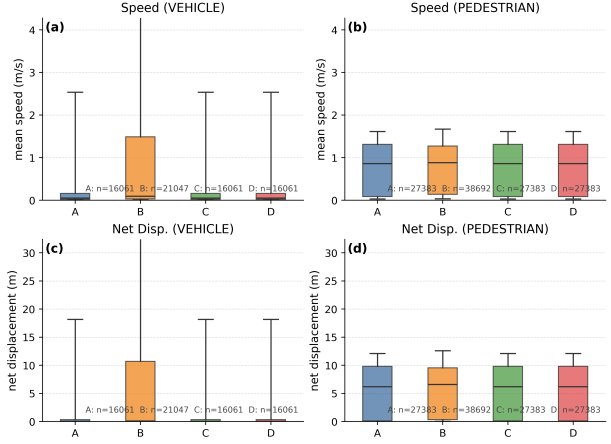 Speed (VEHICLE)
(a)
mean speed (m/s)
4
3
2
1
0
A: n=16061 B: n=21047 C: n=16061 D: n=16061
A B C D
Speed (PEDESTRIAN)
(b)
mean speed (m/s)
4
3
2
1
0
A: n=27383 B: n=38692 C: n=27383 D: n=27383
A B C D
Net Disp. (VEHICLE)
(c)
net displacement (m)
30
25
20
15
10
5
0
A: n=16061 B: n=21047 C: n=16061 D: n=16061
A B C D
Net Disp. (PEDESTRIAN)
(d)
net displacement (m)
30
25
20
15
10
5
0
A: n=27383 B: n=38692 C: n=27383 D: n=27383
A B C D